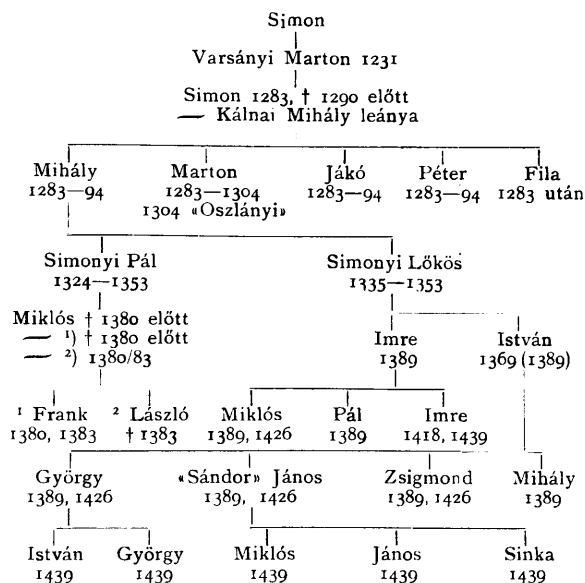 Simon
Varsányi Marton 1231
Simon 1283, † 1290 előtt
— Kálnai Mihály leánya
Mihály Marton Jákó Péter Fila
1283—94 1283—1304 1283—94 1283—94 1283 után
1304 «Oszlányi»
Simonyi Pál Simonyi Lőkös
1324—1353 1335—1353
Miklós † 1380 előtt
— ¹) † 1380 előtt Imre István
— ²) 1380/83 1389 1369 (1389)
¹ Frank ² László Miklós Pál Imre
1380, 1383 † 1383 1389, 1426 1389 1418, 1439
György «Sándor» János Zsigmond Mihály
1389, 1426 1389, 1426 1389, 1426 1389
István György Miklós János Sinka
1439 1439 1439 1439 1439